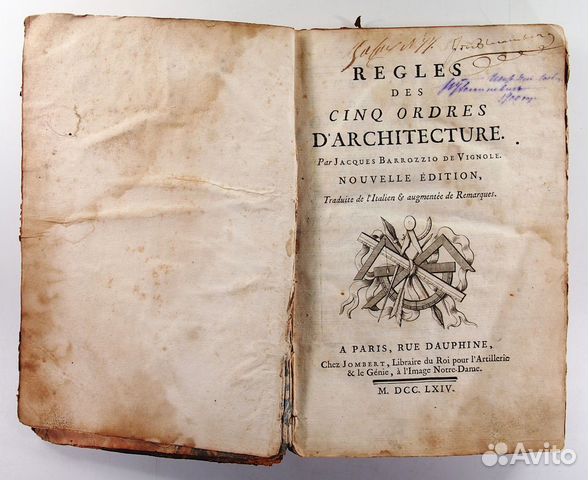 REGLES
DES
CINQ ORDRES
D'ARCHITECTURE.
Par JACQUES BARROZZIO DE VIGNOLE.
NOUVELLE ÉDITION,
Traduite de l'Italien & augmentée de Remarques.
A PARIS, RUE DAUPHINE,
Chez JOMBERT, Libraire du Roi pour l'Artillerie
& le Génie, à l'Image Notre-Dame.
M. DCC. LXIV.
Avito